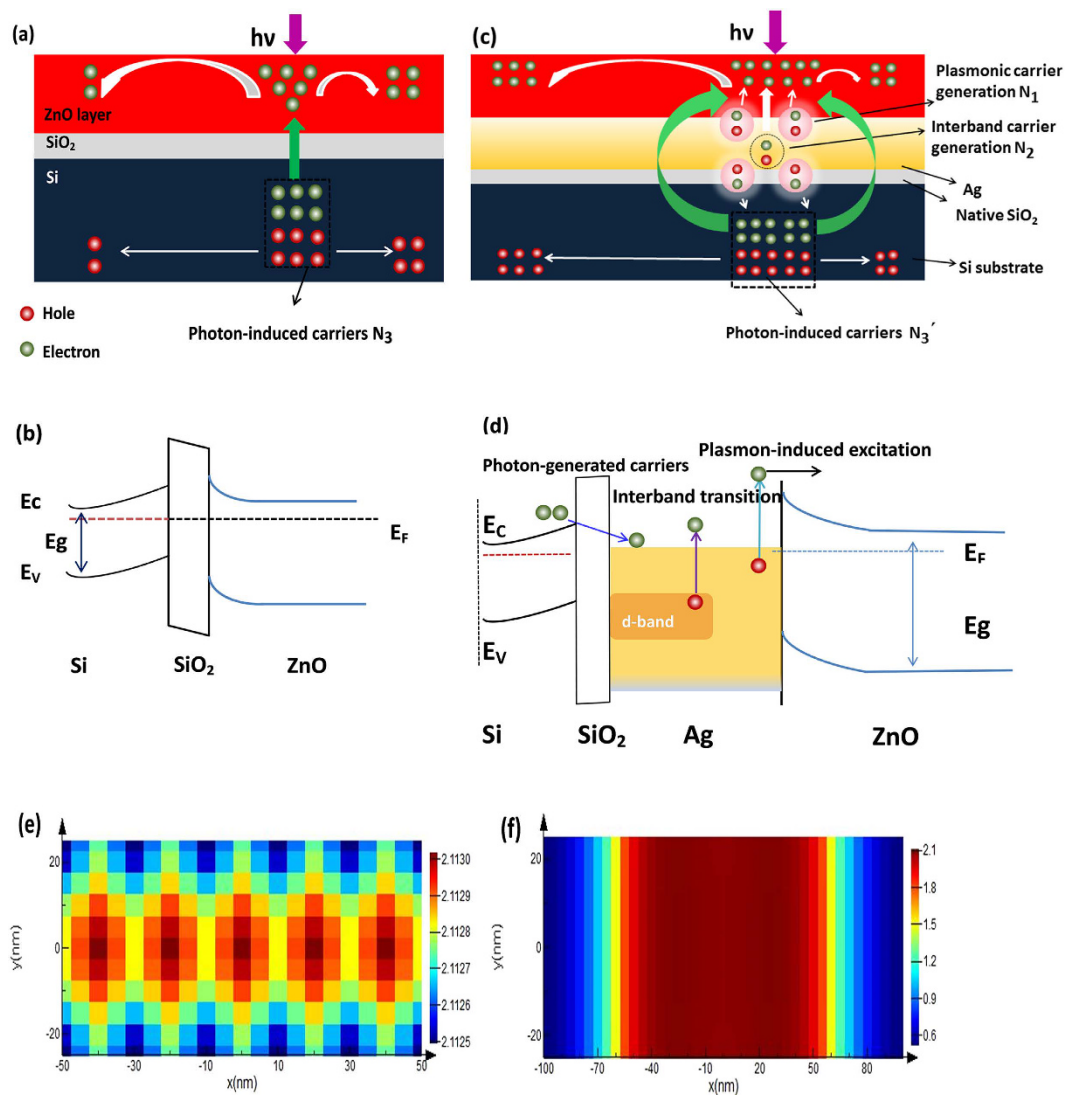 (a)
hν
ZnO layer
SiO₂
Si
Hole
Electron
Photon-induced carriers N₃
(c)
hν
Plasmonic carrier
generation N₁
Interband carrier
generation N₂
Ag
Native SiO₂
Si substrate
Photon-induced carriers N₃´
(b)
Ec
Eg
E_V
E_F
Si
SiO₂
ZnO
(d)
Plasmon-induced excitation
Photon-generated carriers
Interband transition
E_C
E_F
d-band
Eg
E_V
Si
SiO₂
Ag
ZnO
(e)
y(nm)
20
0
-20
-50
-30
-10
10
30
50
x(nm)
2.1130
2.1129
2.1128
2.1127
2.1126
2.1125
(f)
y(nm)
20
0
-20
-100
-70
-40
-10
20
50
80
x(nm)
2.1
1.8
1.5
1.2
0.9
0.6